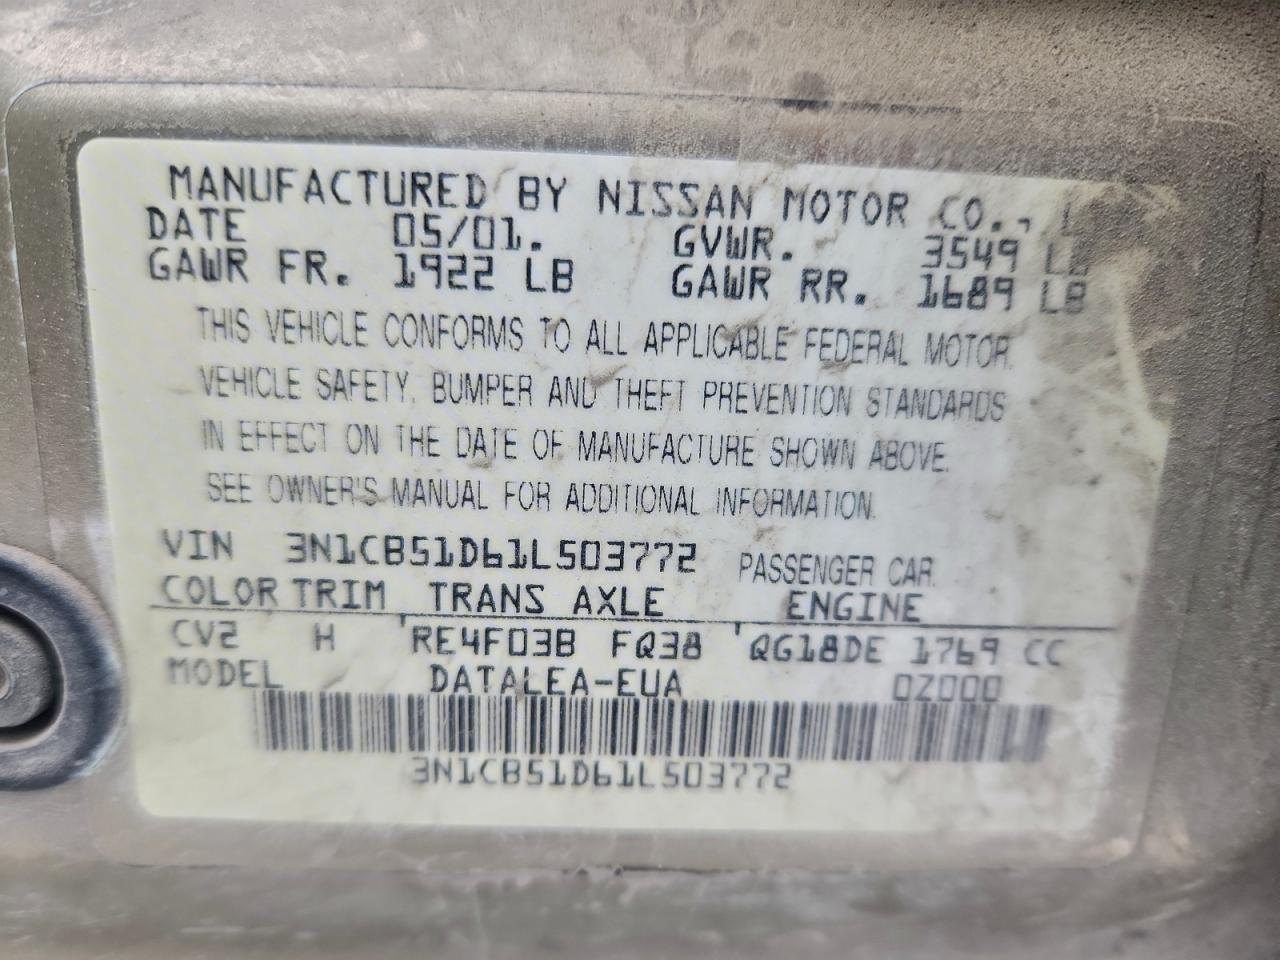 MANUFACTURED BY NISSAN MOTOR CO.,
DATE 05/01. GVWR. 3549 LB
GAWR FR. 1922 LB GAWR RR. 1689 LB
THIS VEHICLE CONFORMS TO ALL APPLICABLE FEDERAL MOTOR
VEHICLE SAFETY, BUMPER AND THEFT PREVENTION STANDARDS
IN EFFECT ON THE DATE OF MANUFACTURE SHOWN ABOVE.
SEE OWNER'S MANUAL FOR ADDITIONAL INFORMATION.
VIN 3N1CB51D61L503772 PASSENGER CAR.
COLOR TRIM TRANS AXLE ENGINE
CV2 H 'RE4F03B FQ38 'QG18DE 1769 CC
MODEL DATALEA-EUA 0Z000
3N1CB51D61L503772